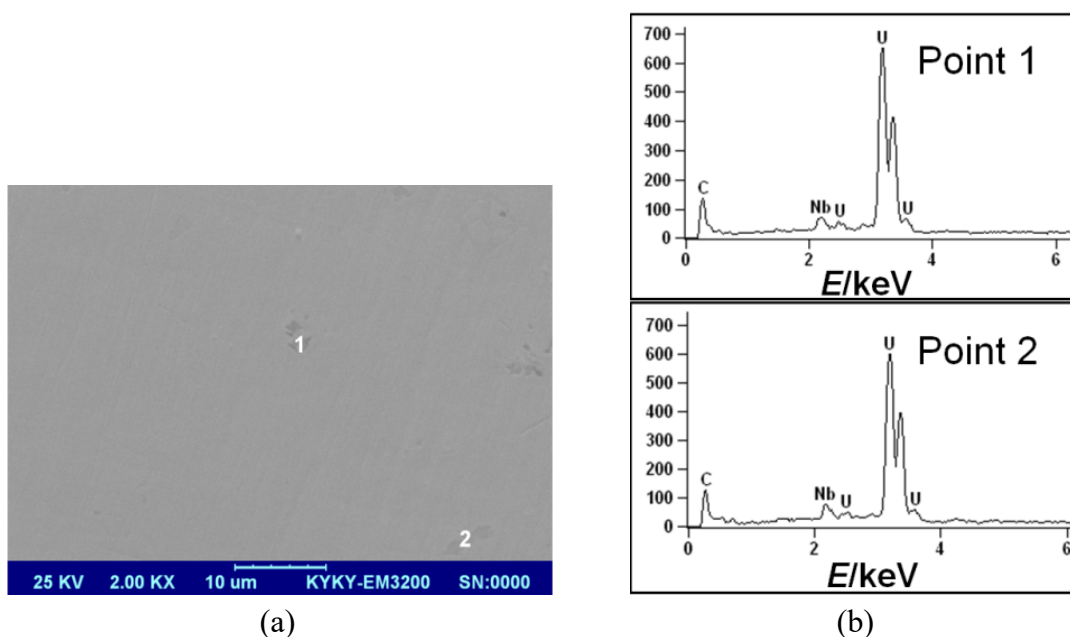 1
2
25 KV 2.00 KX 10 um KYKY-EM3200 SN:0000
(a)
700
600
500
400
300
200
100
0
U
C
Nb
U
U
Point 1
0 2 4 6
E/keV
700
600
500
400
300
200
100
0
U
C
Nb
U
U
Point 2
0 2 4 6
E/keV
(b)